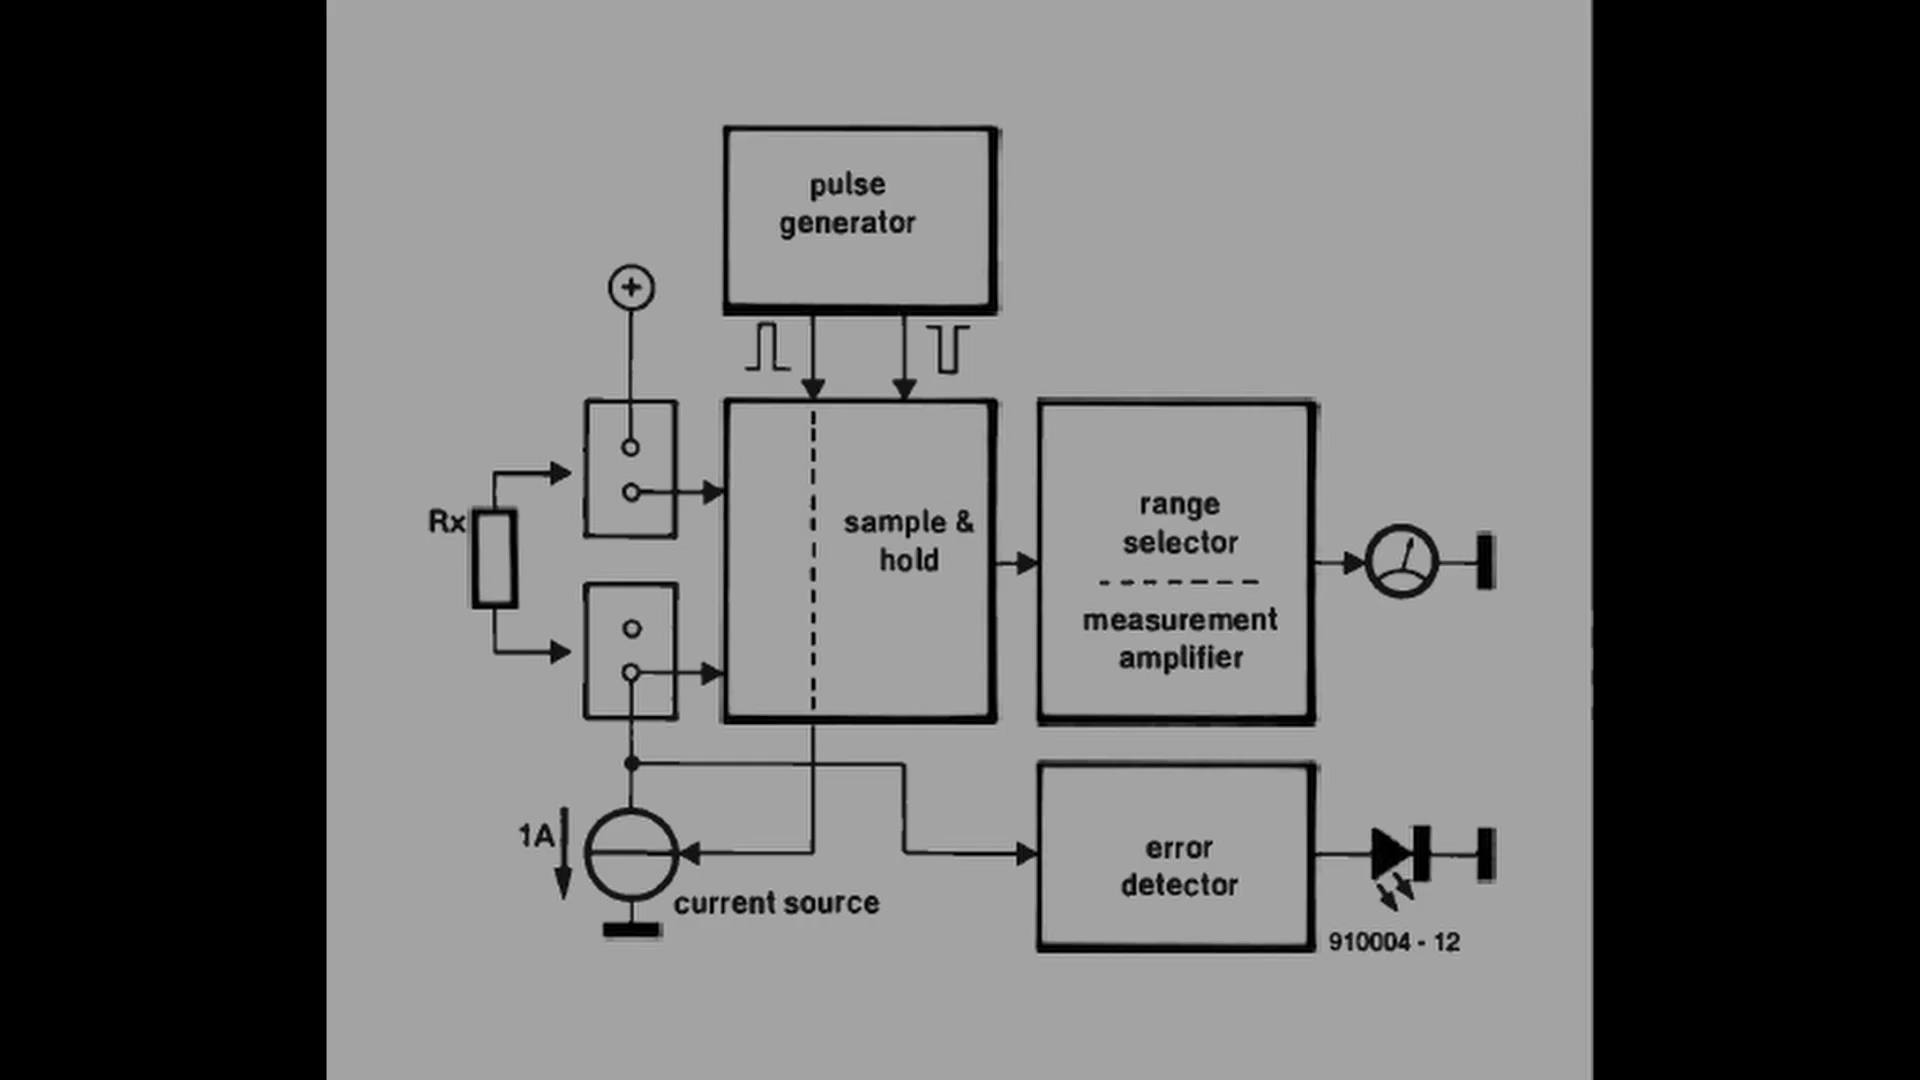 pulse
generator
+
Rx
sample &
hold
range
selector
measurement
amplifier
1A
current source
error
detector
910004 - 12